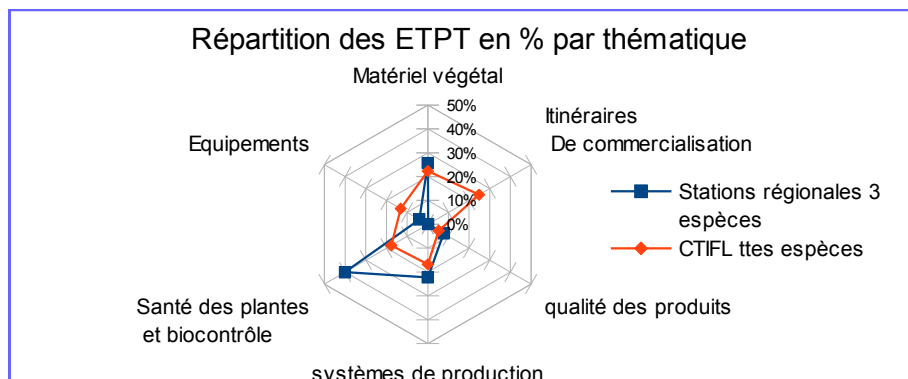 Répartition des ETPT en % par thématique
Matériel végétal
50%
40%
30%
20%
10%
0%
Itinéraires
De commercialisation
Equipements
Stations régionales 3
espèces
CTIFL ttes espèces
Santé des plantes
et biocontrôle
qualité des produits
systèmes de production